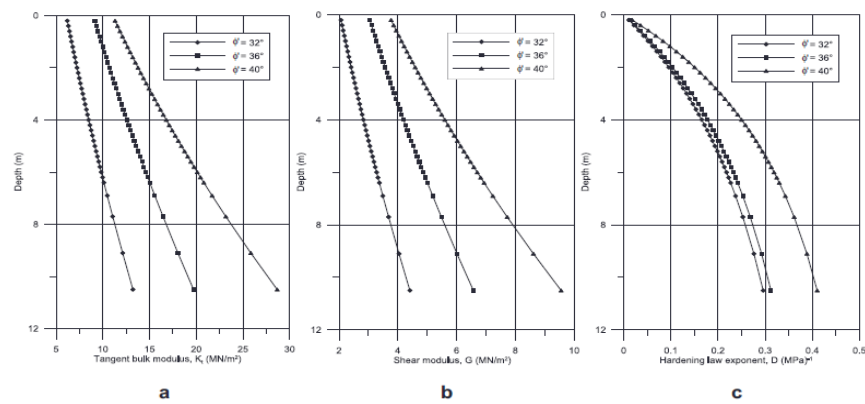 0
4
8
12
Depth (m)
5 10 15 20 25 30
Tangent bulk modulus, Kt (MN/m²)
ϕ' = 32°
ϕ' = 36°
ϕ' = 40°
a
0
4
8
12
Depth (m)
2 4 6 8 10
Shear modulus, G (MN/m²)
ϕ' = 32°
ϕ' = 36°
ϕ' = 40°
b
0
4
8
12
Depth (m)
0 0.1 0.2 0.3 0.4 0.5
Hardening law exponent, D (MPa)⁻¹
ϕ' = 32°
ϕ' = 36°
ϕ' = 40°
c